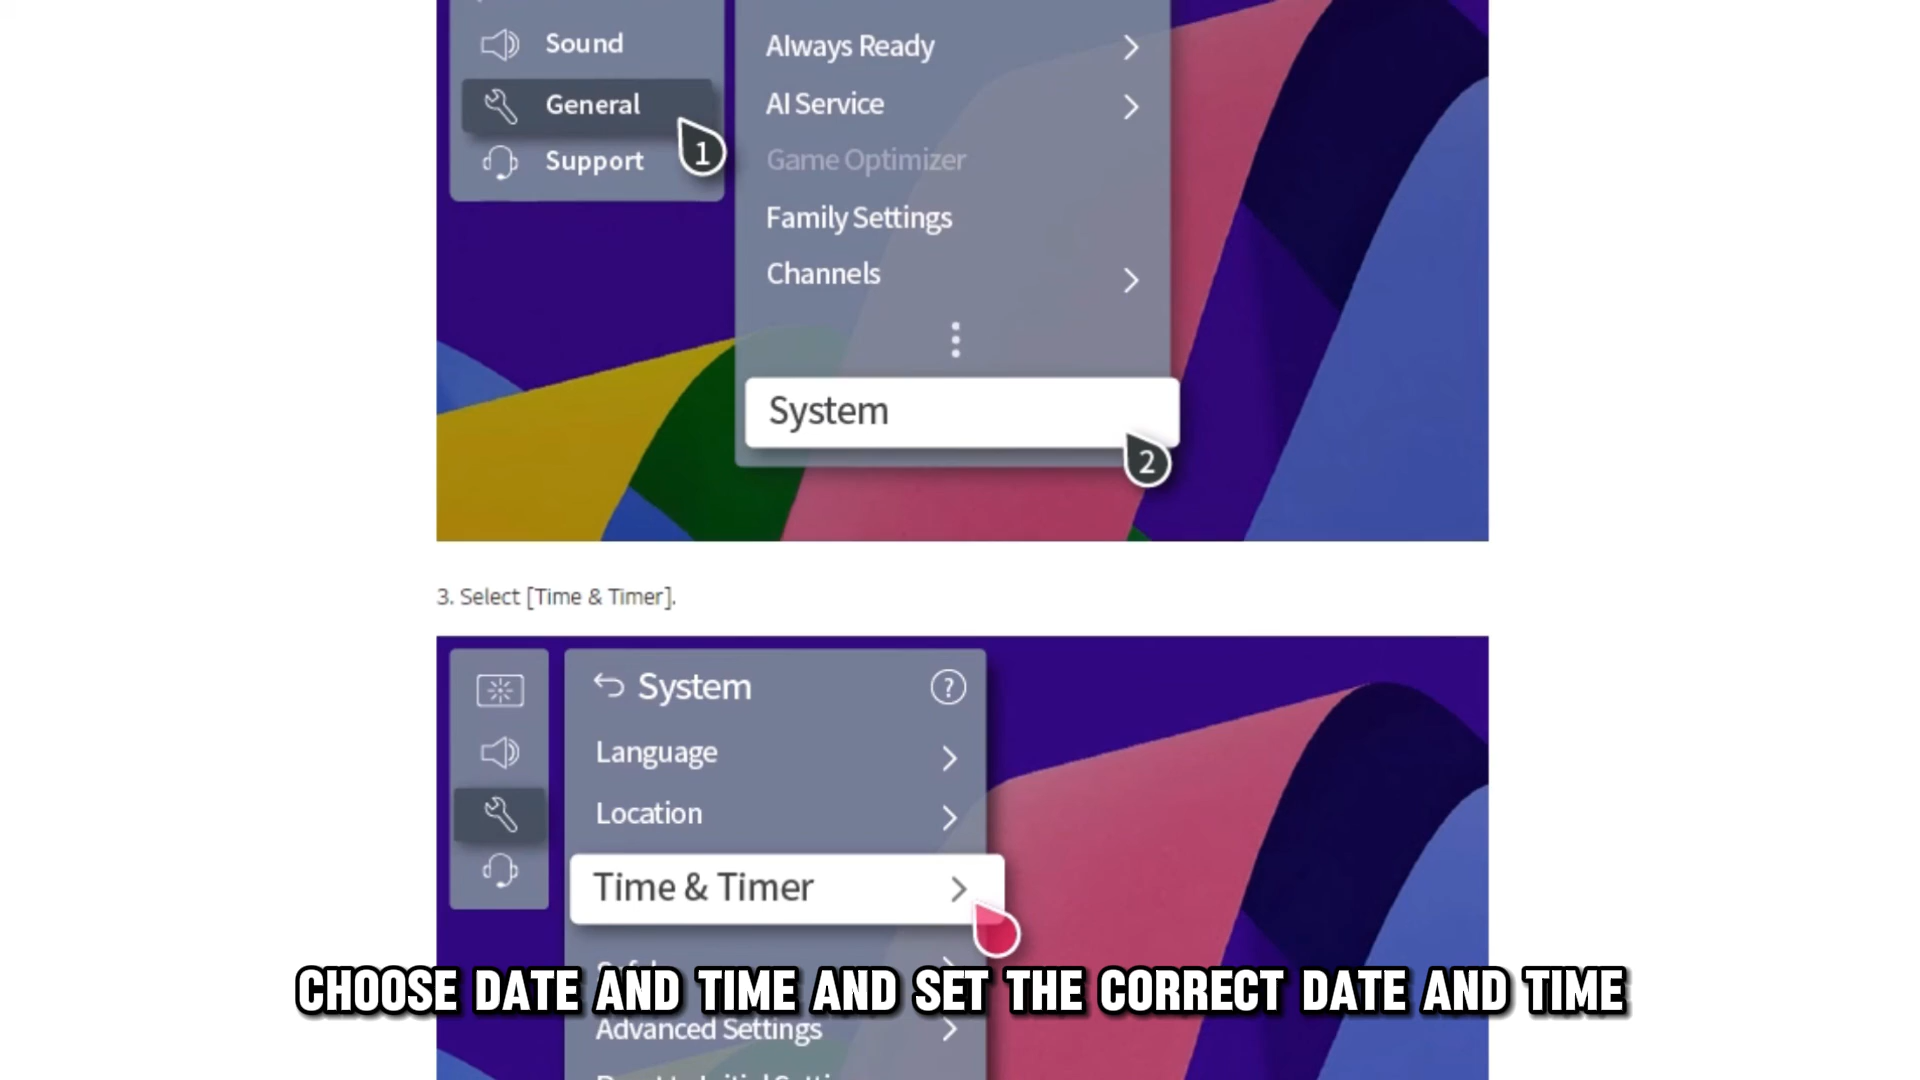 Sound
General
1
Support
Always Ready
AI Service
Game Optimizer
Family Settings
Channels
System
2
3. Select [Time & Timer].
System
?
Language
Location
Time & Timer
CHOOSE DATE AND TIME AND SET THE CORRECT DATE AND TIME
Advanced Settings